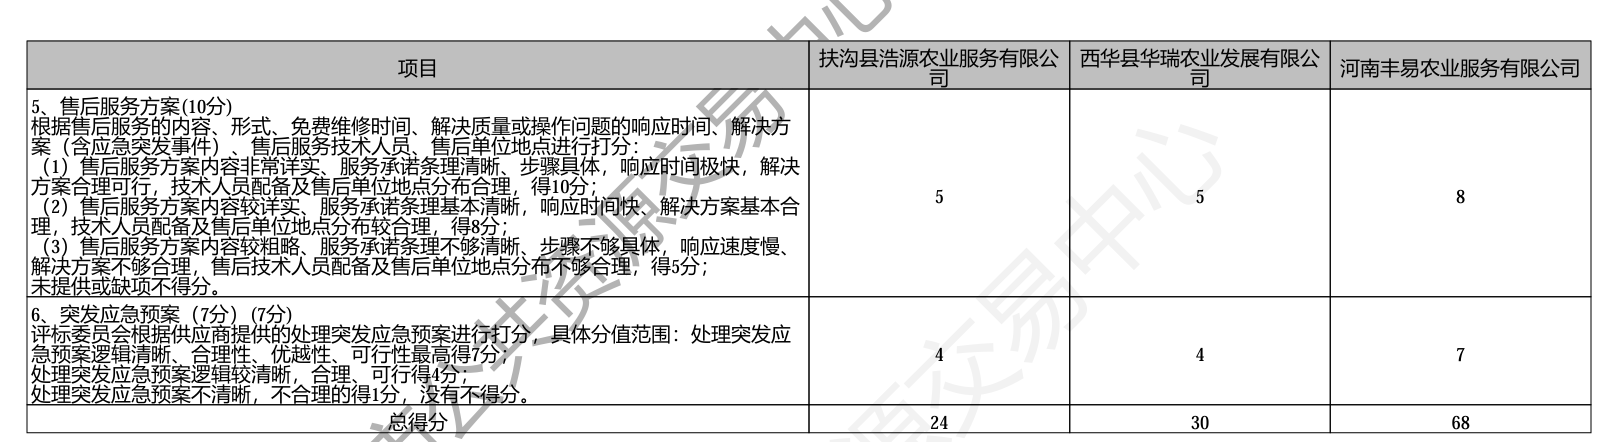 项目
扶沟县浩源农业服务有限公
司
西华县华瑞农业发展有限公
司
河南丰易农业服务有限公司
5、售后服务方案(10分)
根据售后服务的内容、形式、免费维修时间、解决质量或操作问题的响应时间、解决方
案（含应急突发事件）、售后服务技术人员、售后单位地点进行打分：
（1）售后服务方案内容非常详实、服务承诺条理清晰、步骤具体，响应时间极快，解决
方案合理可行，技术人员配备及售后单位地点分布合理，得10分；
（2）售后服务方案内容较详实、服务承诺条理基本清晰，响应时间快、解决方案基本合
理，技术人员配备及售后单位地点分布较合理，得8分；
（3）售后服务方案内容较粗略、服务承诺条理不够清晰、步骤不够具体，响应速度慢、
解决方案不够合理，售后技术人员配备及售后单位地点分布不够合理，得5分；
未提供或缺项不得分。
5
5
8
6、突发应急预案（7分）(7分)
评标委员会根据供应商提供的处理突发应急预案进行打分，具体分值范围：处理突发应
急预案逻辑清晰、合理性、优越性、可行性最高得7分；
处理突发应急预案逻辑较清晰，合理、可行得4分；
处理突发应急预案不清晰，不合理的得1分，没有不得分。
4
4
7
总得分
24
30
68
公共资源交易中心
源交易中心